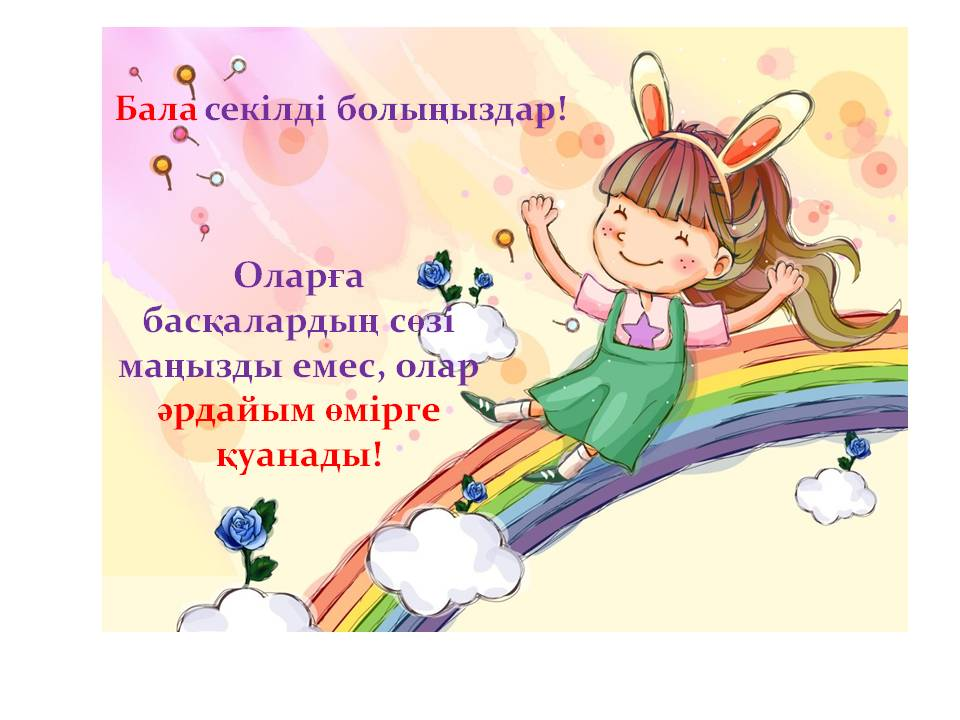 Бала секілді болыңыздар!
Оларға
басқалардың сөзі
маңызды емес, олар
әрдайым өмірге
қуанады!